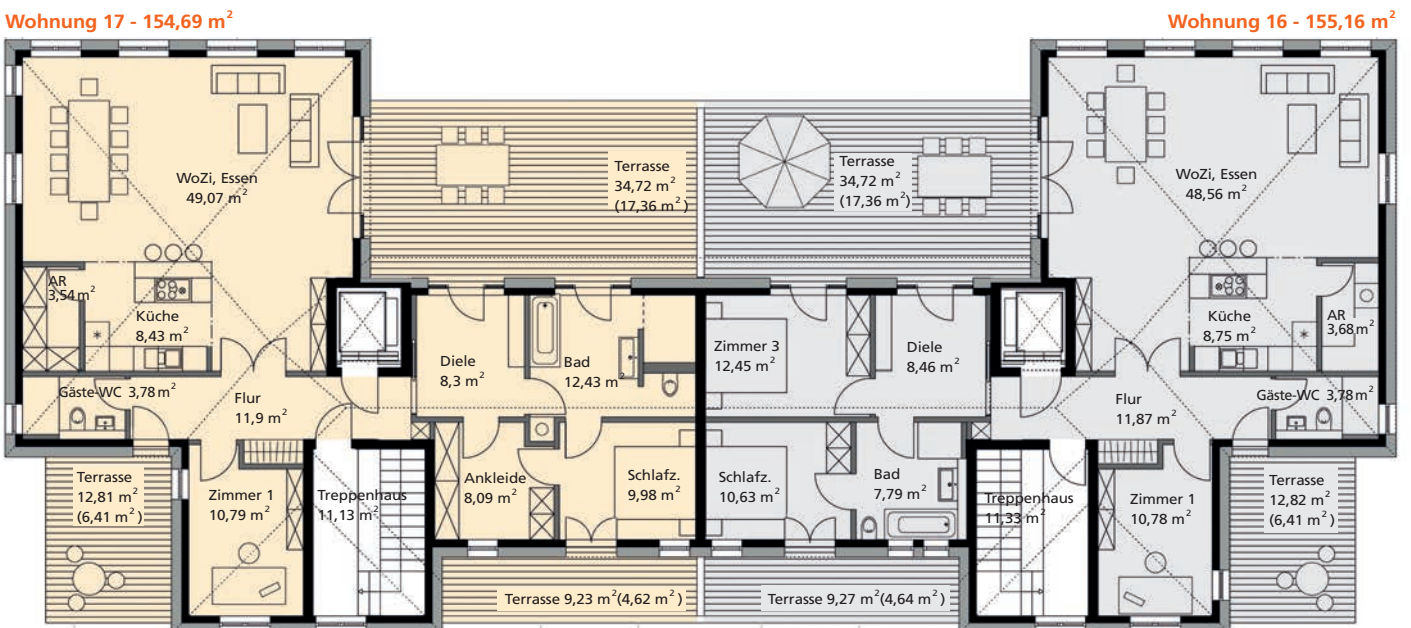 Wohnung 17 - 154,69 m²
Wohnung 16 - 155,16 m²
WoZi, Essen
49,07 m²
Terrasse
34,72 m²
(17,36 m²)
Terrasse
34,72 m²
(17,36 m²)
WoZi, Essen
48,56 m²
AR
3,54 m²
Küche
8,43 m²
Diele
8,3 m²
Bad
12,43 m²
Zimmer 3
12,45 m²
Diele
8,46 m²
Küche
8,75 m²
AR
3,68 m²
Gäste-WC 3,78 m²
Flur
11,9 m²
Flur
11,87 m²
Gäste-WC 3,78 m²
Terrasse
12,81 m²
(6,41 m²)
Zimmer 1
10,79 m²
Treppenhaus
11,13 m²
Ankleide
8,09 m²
Schlafz.
9,98 m²
Schlafz.
10,63 m²
Bad
7,79 m²
Treppenhaus
11,33 m²
Zimmer 1
10,78 m²
Terrasse
12,82 m²
(6,41 m²)
Terrasse 9,23 m²(4,62 m²)
Terrasse 9,27 m²(4,64 m²)